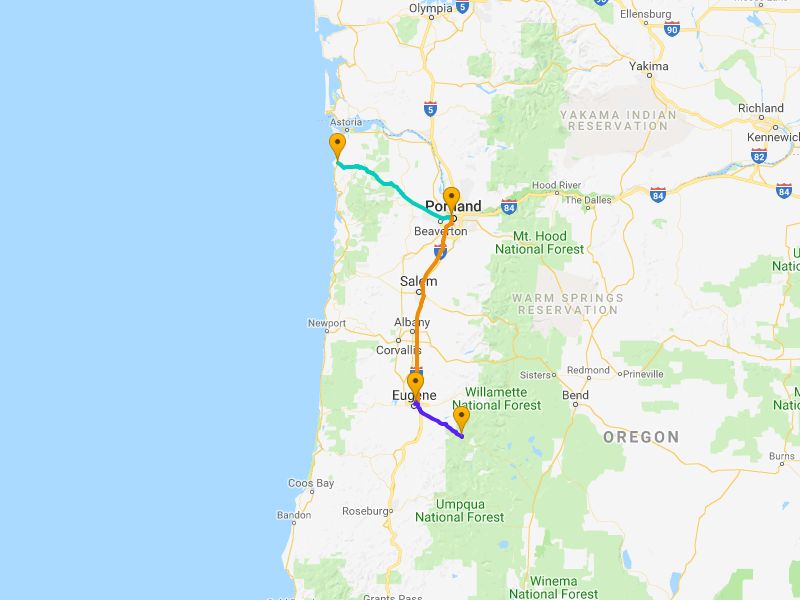 Olympia
5
Ellensburg
90
Yakima
5
YAKAMA INDIAN
RESERVATION
Richland
Kennewick
Astoria
82
Hood River
84
84
84
The Dalles
Portland
Beaverton
Mt. Hood
National Forest
Salem
WARM SPRINGS
RESERVATION
Newport
Albany
Corvallis
Sisters
Redmond
Prineville
Willamette
National Forest
Bend
Eugene
OREGON
Burns
Coos Bay
Bandon
Roseburg
Umpqua
National Forest
Winema
National Forest
Grants Pass